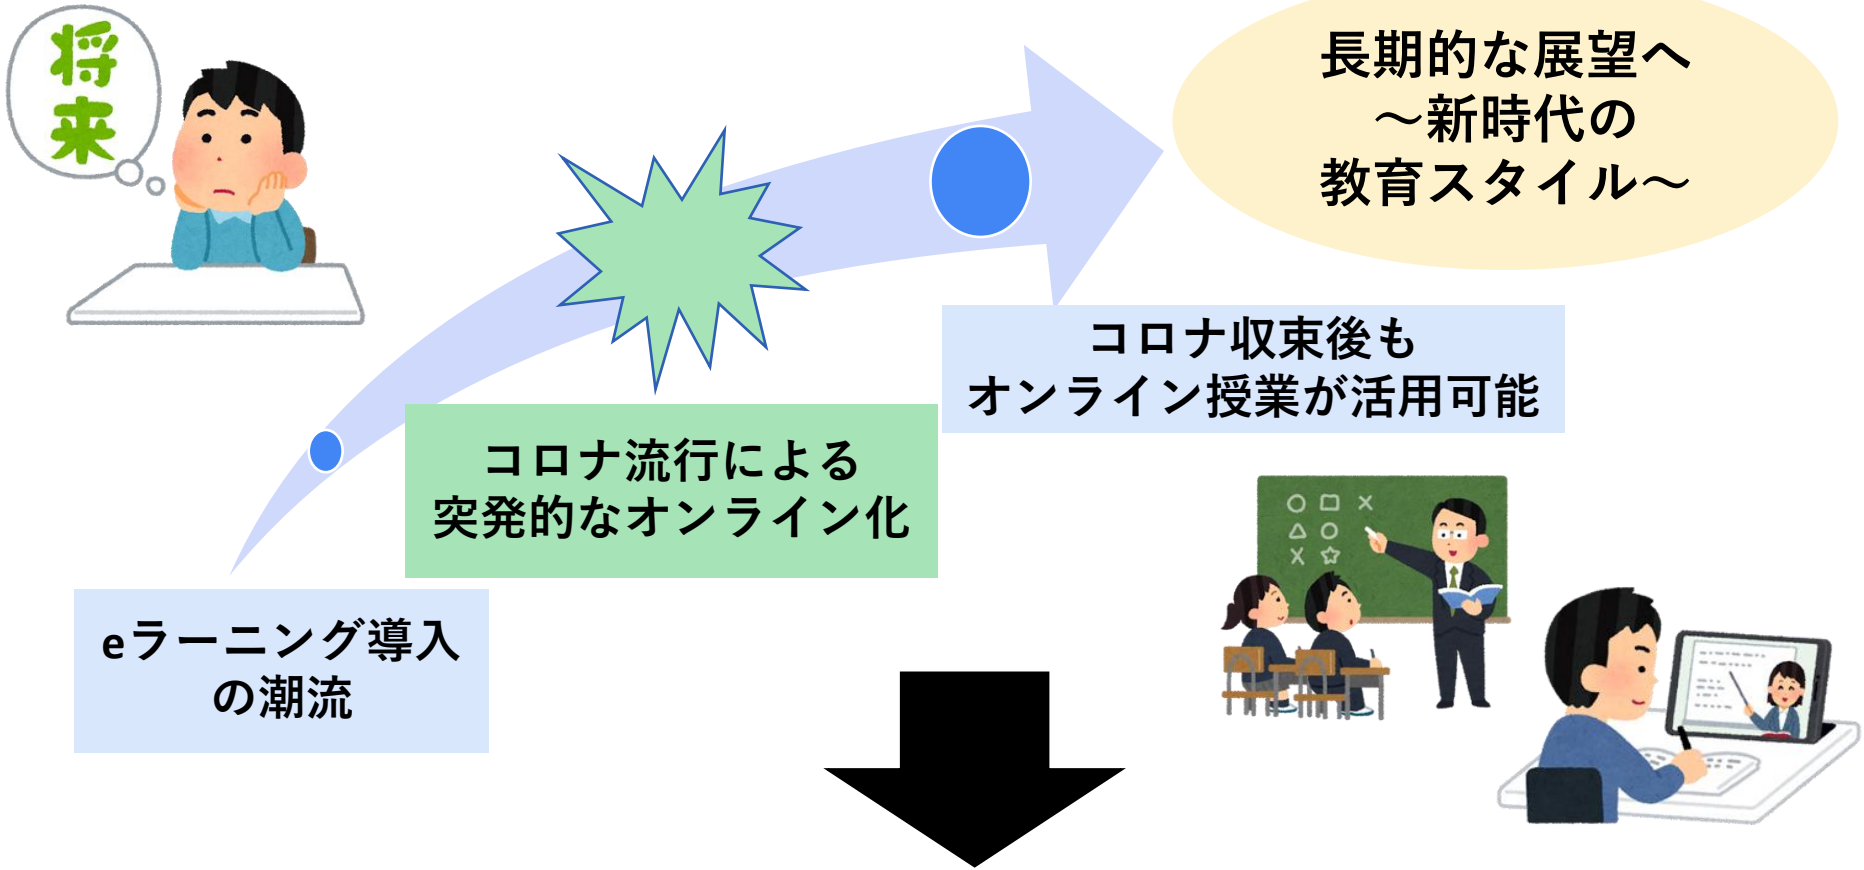 将来
長期的な展望へ
～新時代の
教育スタイル～
コロナ収束後も
オンライン授業が活用可能
コロナ流行による
突発的なオンライン化
eラーニング導入
の潮流